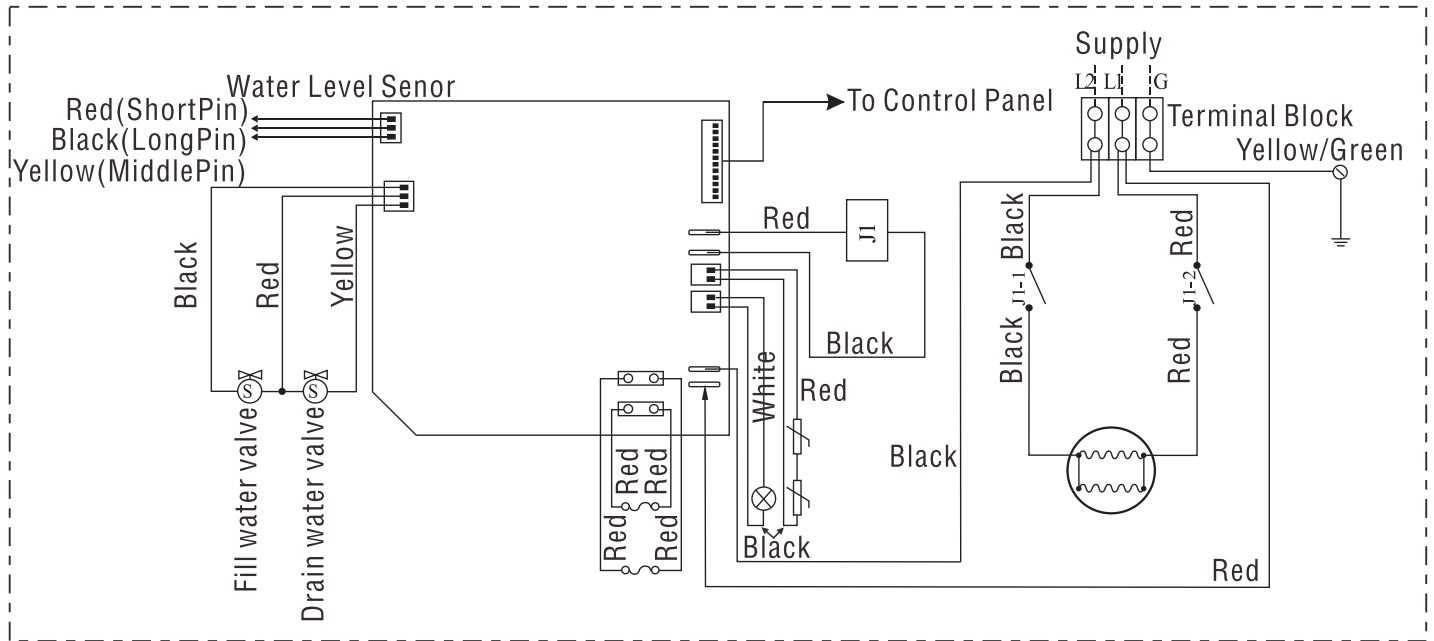 Supply
L2 L1 G
Water Level Senor
Red(ShortPin)
Black(LongPin)
Yellow(MiddlePin)
To Control Panel
Terminal Block
Yellow/Green
Black
Red
Yellow
Red
J1
Black
White
Red
Black
J1-1
Black
Red
J1-2
Red
S
S
Fill water valve
Drain water valve
Red
Red
Red
Red
Black
Black
Red